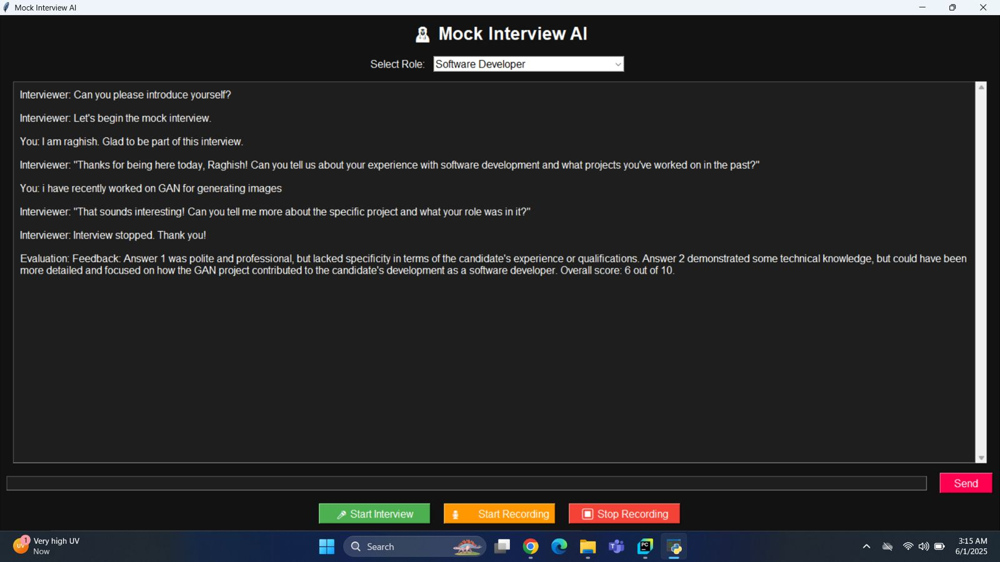 Mock Interview AI
Mock Interview AI
Select Role: Software Developer
Interviewer: Can you please introduce yourself?
Interviewer: Let's begin the mock interview.
You: I am raghish. Glad to be part of this interview.
Interviewer: "Thanks for being here today, Raghish! Can you tell us about your experience with software development and what projects you've worked on in the past?"
You: i have recently worked on GAN for generating images
Interviewer: "That sounds interesting! Can you tell me more about the specific project and what your role was in it?"
Interviewer: Interview stopped. Thank you!
Evaluation: Feedback: Answer 1 was polite and professional, but lacked specificity in terms of the candidate's experience or qualifications. Answer 2 demonstrated some technical knowledge, but could have been
more detailed and focused on how the GAN project contributed to the candidate's development as a software developer. Overall score: 6 out of 10.
Send
Start Interview Start Recording Stop Recording
UV 1 Very high UV
Now
Search
PC
T
3:15 AM
6/1/2025